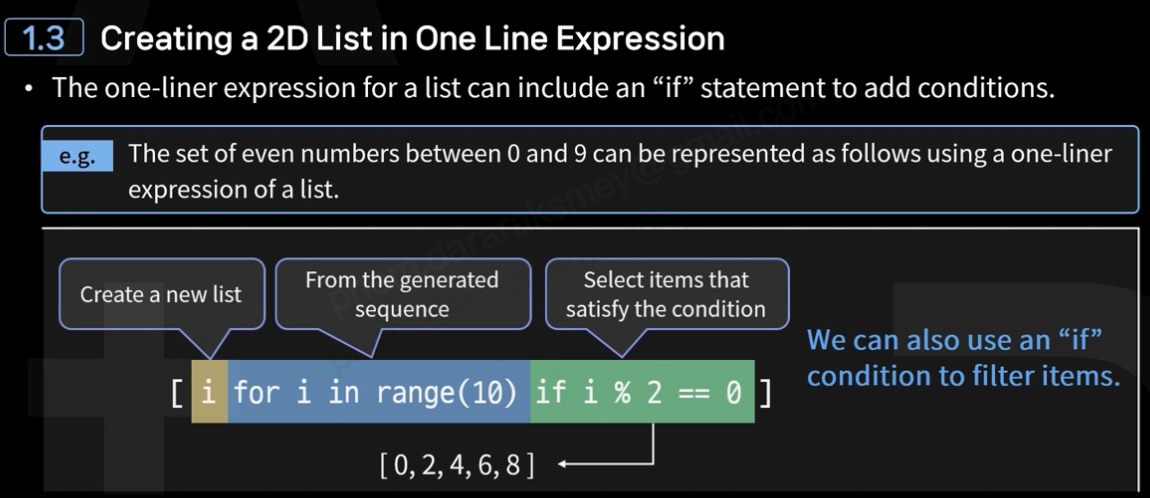 1.3 Creating a 2D List in One Line Expression
• The one-liner expression for a list can include an “if” statement to add conditions.
e.g. The set of even numbers between 0 and 9 can be represented as follows using a one-liner
expression of a list.
Create a new list
From the generated
sequence
Select items that
satisfy the condition
[ i for i in range(10) if i % 2 == 0 ]
[ 0, 2, 4, 6, 8 ]
We can also use an “if”
condition to filter items.